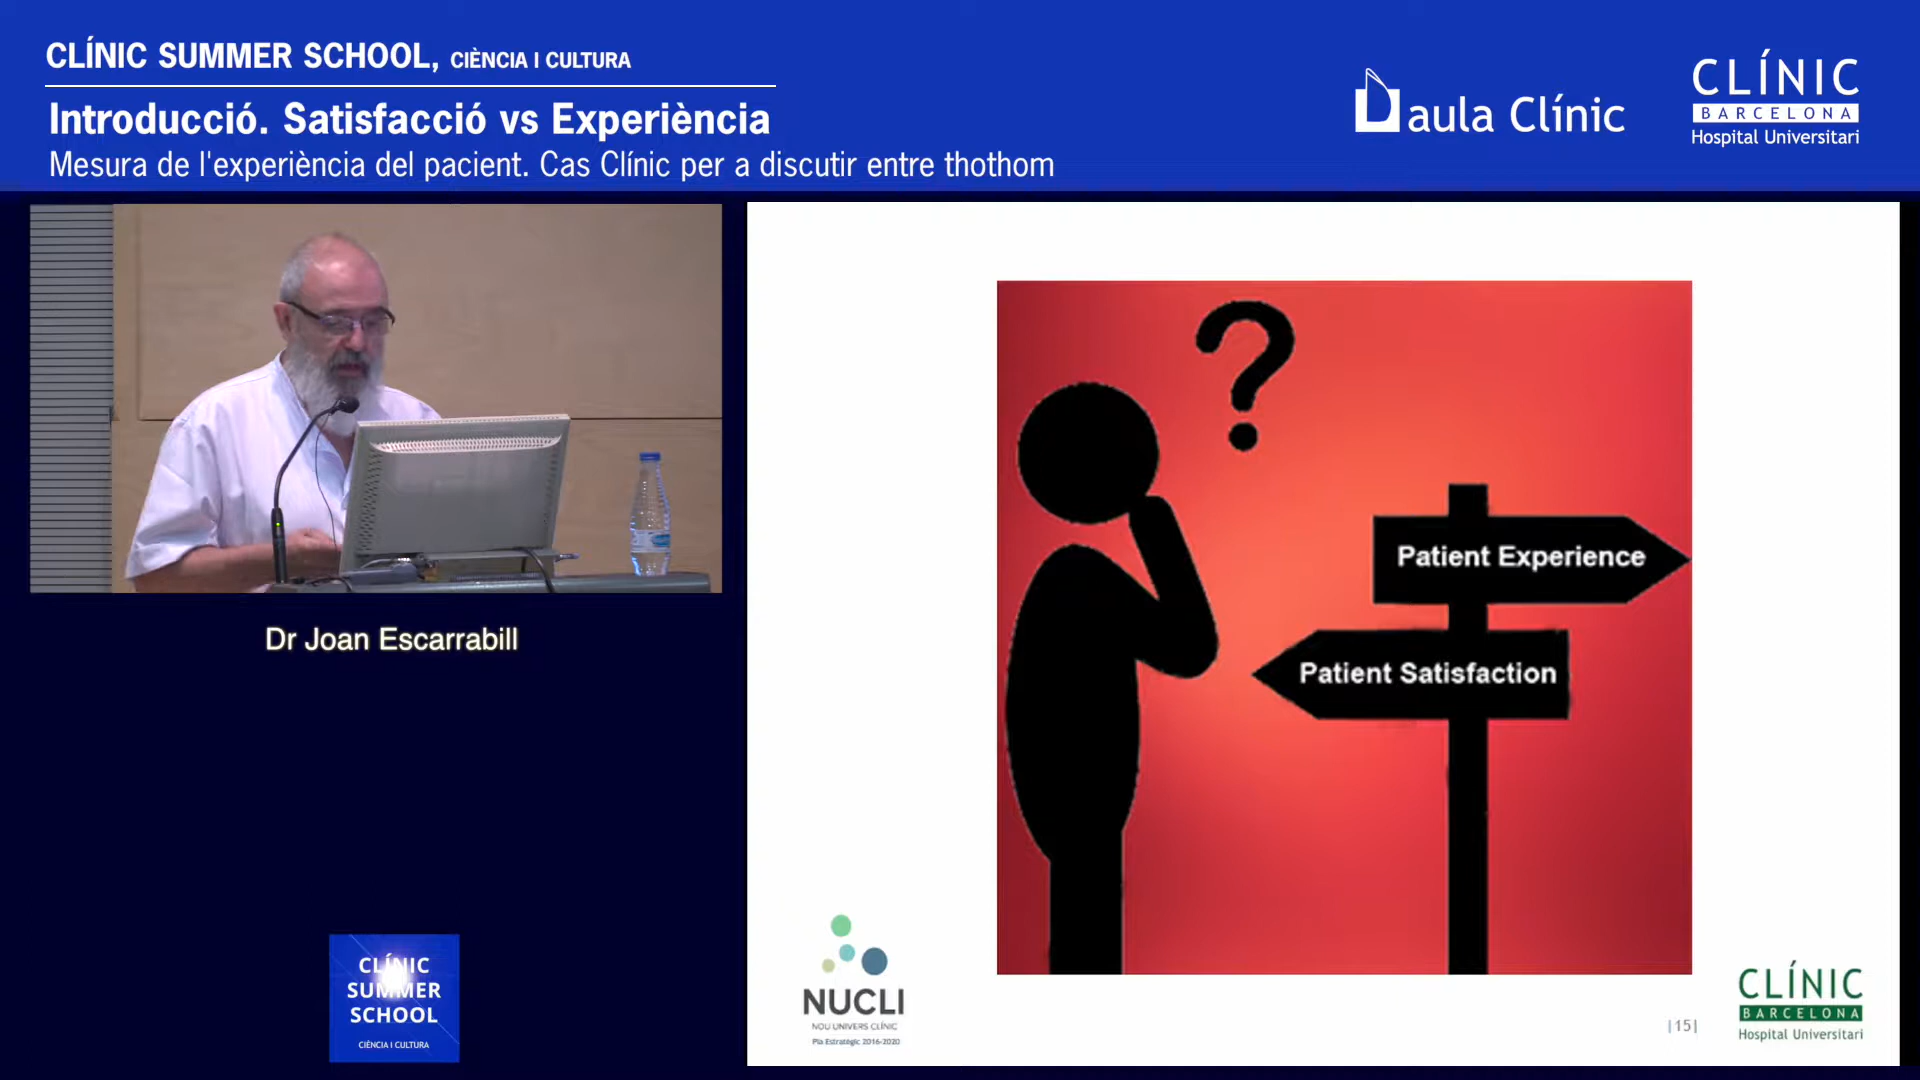 CLÍNIC SUMMER SCHOOL, CIÈNCIA I CULTURA
Introducció. Satisfacció vs Experiència
Mesura de l'experiència del pacient. Cas Clínic per a discutir entre thothom
aula Clínic
CLÍNIC
BARCELONA
Hospital Universitari
Dr Joan Escarrabill
CLÍNIC
SUMMER
SCHOOL
CIÈNCIA I CULTURA
?
Patient Experience
Patient Satisfaction
NUCLI
NOU UNIVERS CLÍNIC
Pla Estratègic 2016-2020
|15|
CLÍNIC
BARCELONA
Hospital Universitari